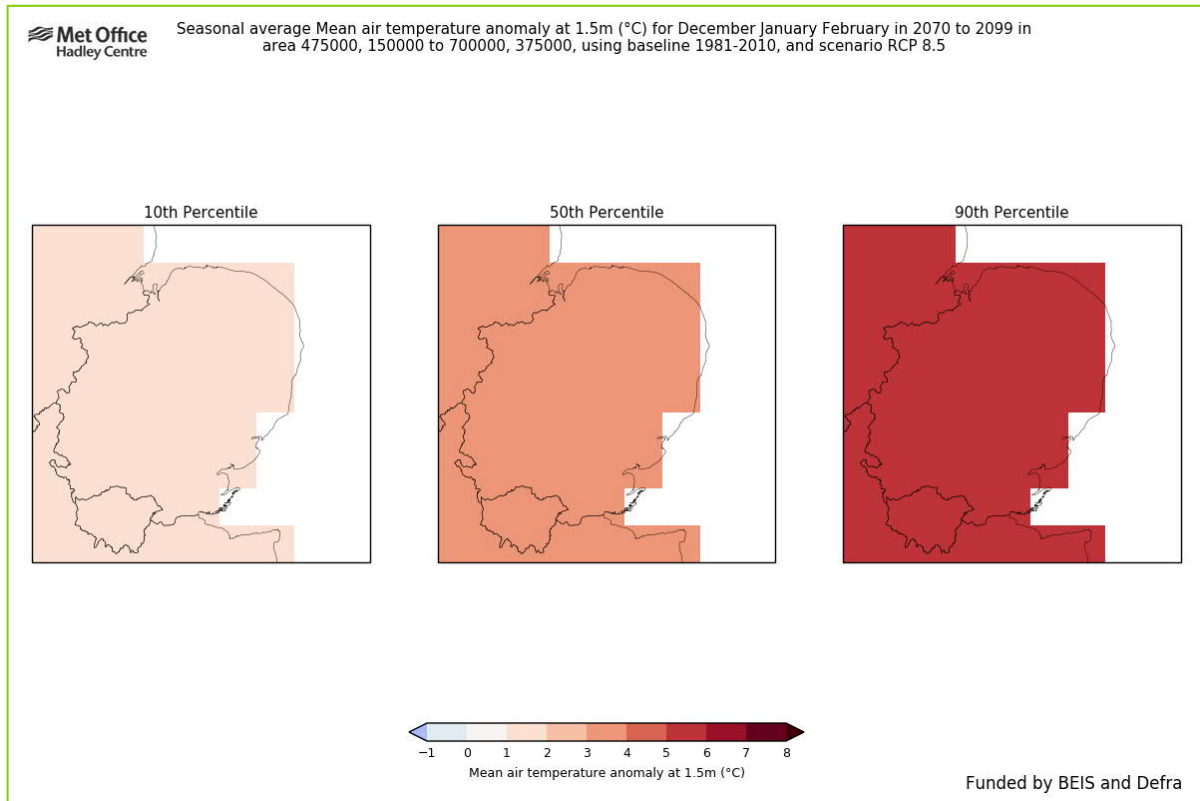 Met Office
Hadley Centre
Seasonal average Mean air temperature anomaly at 1.5m (°C) for December January February in 2070 to 2099 in
area 475000, 150000 to 700000, 375000, using baseline 1981-2010, and scenario RCP 8.5
10th Percentile
50th Percentile
90th Percentile
−1 0 1 2 3 4 5 6 7 8
Mean air temperature anomaly at 1.5m (°C)
Funded by BEIS and Defra